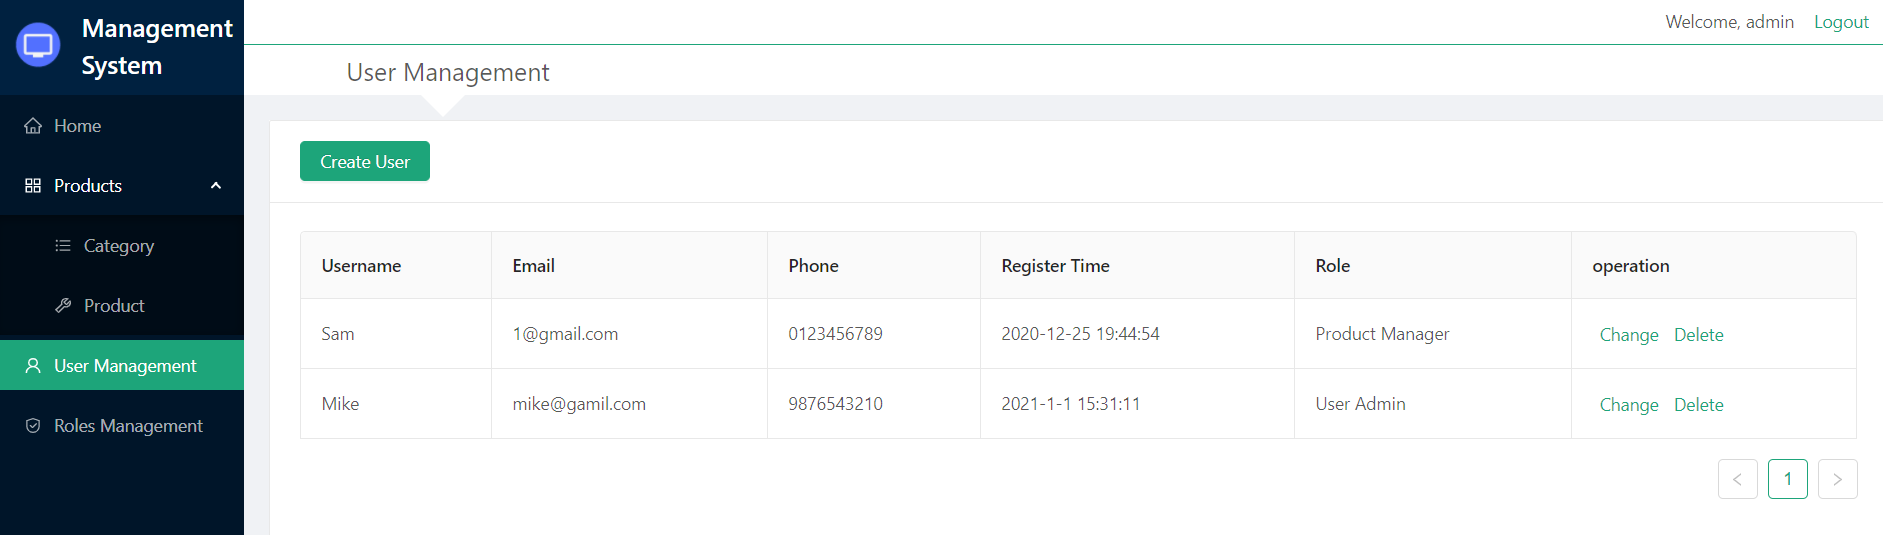 Management
System
Welcome, admin Logout
User Management
Home
Products
Category
Product
User Management
Roles Management
Create User
Username Email Phone Register Time Role operation
Sam 1@gmail.com 0123456789 2020-12-25 19:44:54 Product Manager Change Delete
Mike mike@gamil.com 9876543210 2021-1-1 15:31:11 User Admin Change Delete
< 1 >